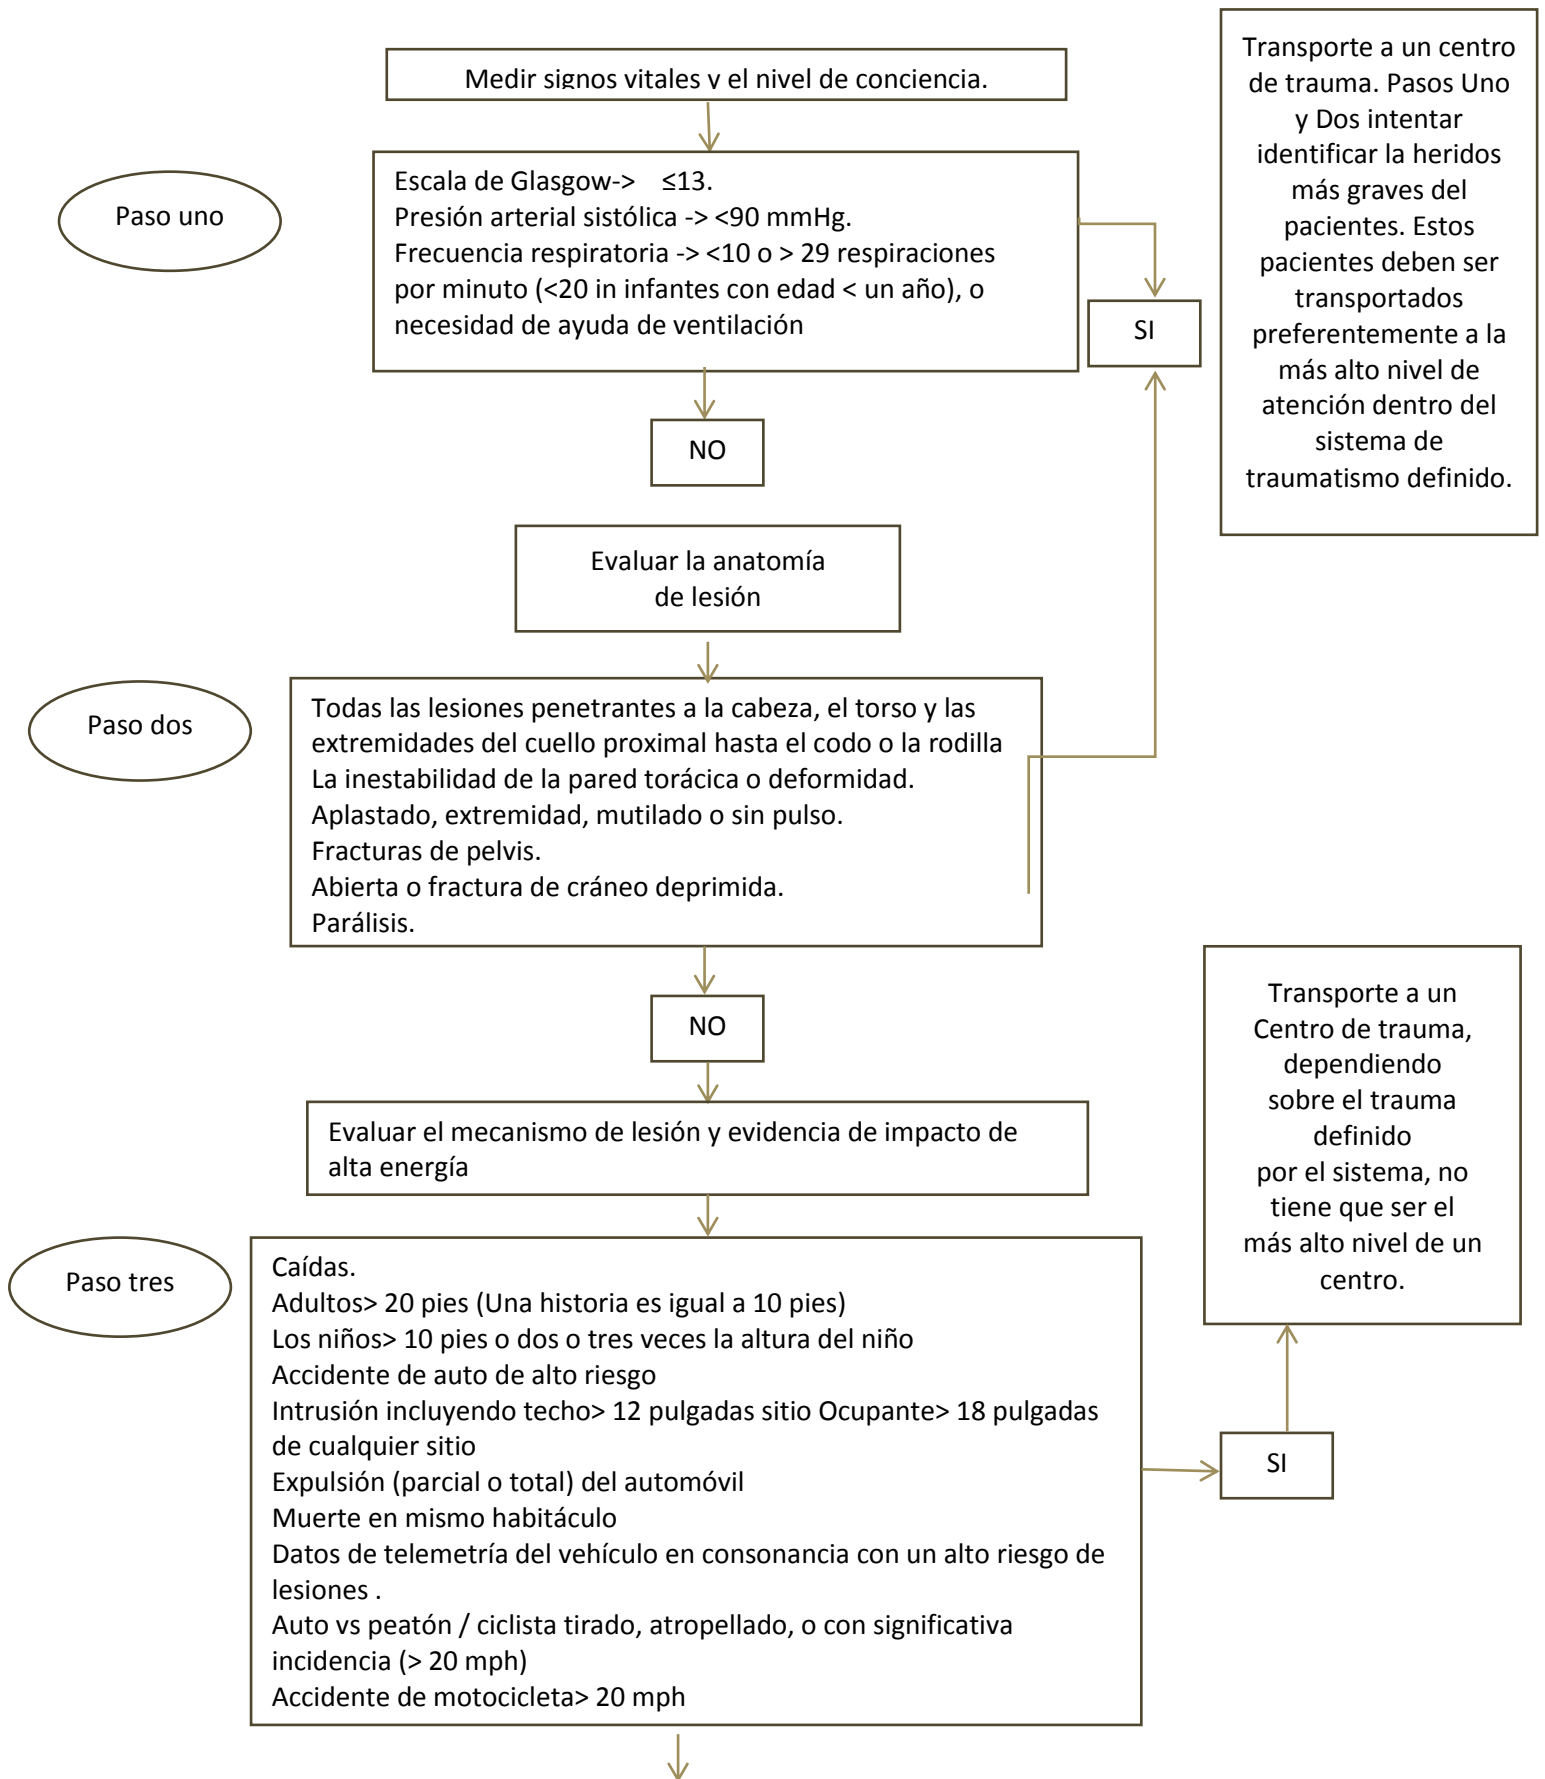 Medir signos vitales y el nivel de conciencia.
Transporte a un centro
de trauma. Pasos Uno
y Dos intentar
identificar la heridos
más graves del
pacientes. Estos
pacientes deben ser
transportados
preferentemente a la
más alto nivel de
atención dentro del
sistema de
traumatismo definido.
Paso uno
Escala de Glasgow-> ≤13.
Presión arterial sistólica -> <90 mmHg.
Frecuencia respiratoria -> <10 o > 29 respiraciones
por minuto (<20 in infantes con edad < un año), o
necesidad de ayuda de ventilación
SI
NO
Evaluar la anatomía
de lesión
Paso dos
Todas las lesiones penetrantes a la cabeza, el torso y las
extremidades del cuello proximal hasta el codo o la rodilla
La inestabilidad de la pared torácica o deformidad.
Aplastado, extremidad, mutilado o sin pulso.
Fracturas de pelvis.
Abierta o fractura de cráneo deprimida.
Parálisis.
NO
Evaluar el mecanismo de lesión y evidencia de impacto de
alta energía
Transporte a un
Centro de trauma,
dependiendo
sobre el trauma
definido
por el sistema, no
tiene que ser el
más alto nivel de un
centro.
Paso tres
Caídas.
Adultos> 20 pies (Una historia es igual a 10 pies)
Los niños> 10 pies o dos o tres veces la altura del niño
Accidente de auto de alto riesgo
Intrusión incluyendo techo> 12 pulgadas sitio Ocupante> 18 pulgadas
de cualquier sitio
Expulsión (parcial o total) del automóvil
Muerte en mismo habitáculo
Datos de telemetría del vehículo en consonancia con un alto riesgo de
lesiones .
Auto vs peatón / ciclista tirado, atropellado, o con significativa
incidencia (> 20 mph)
Accidente de motocicleta> 20 mph
SI